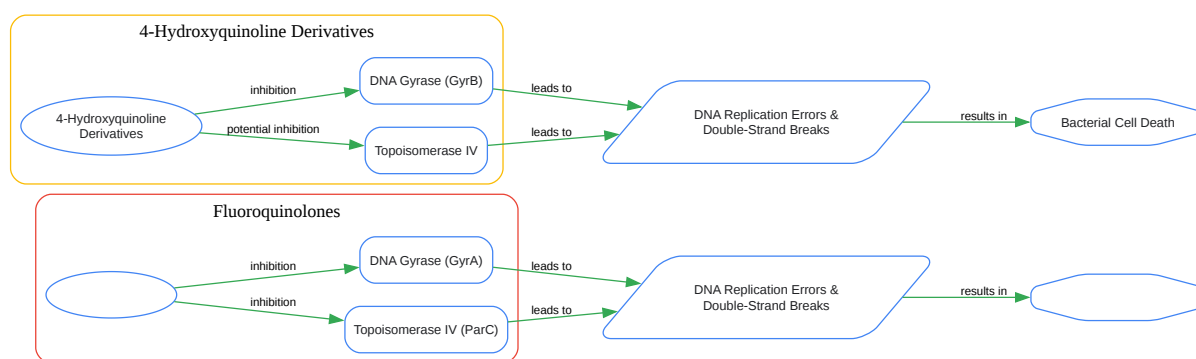 4-Hydroxyquinoline Derivatives
4-Hydroxyquinoline
Derivatives
inhibition
potential inhibition
DNA Gyrase (GyrB)
Topoisomerase IV
leads to
leads to
DNA Replication Errors &
Double-Strand Breaks
results in
Bacterial Cell Death
Fluoroquinolones
inhibition
inhibition
DNA Gyrase (GyrA)
Topoisomerase IV (ParC)
leads to
leads to
DNA Replication Errors &
Double-Strand Breaks
results in